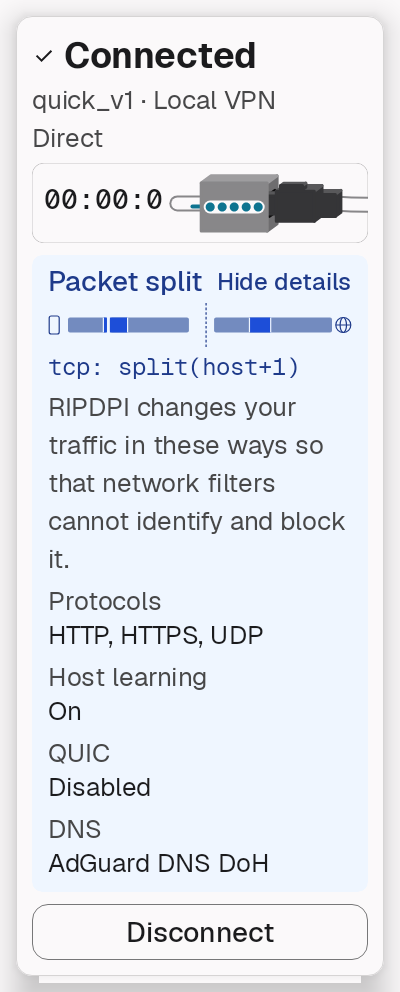 Connected
quick_v1 · Local VPN
Direct
00:00:0
Packet split Hide details
tcp: split(host+1)
RIPDPI changes your
traffic in these ways so
that network filters
cannot identify and block
it.
Protocols
HTTP, HTTPS, UDP
Host learning
On
QUIC
Disabled
DNS
AdGuard DNS DoH
Disconnect